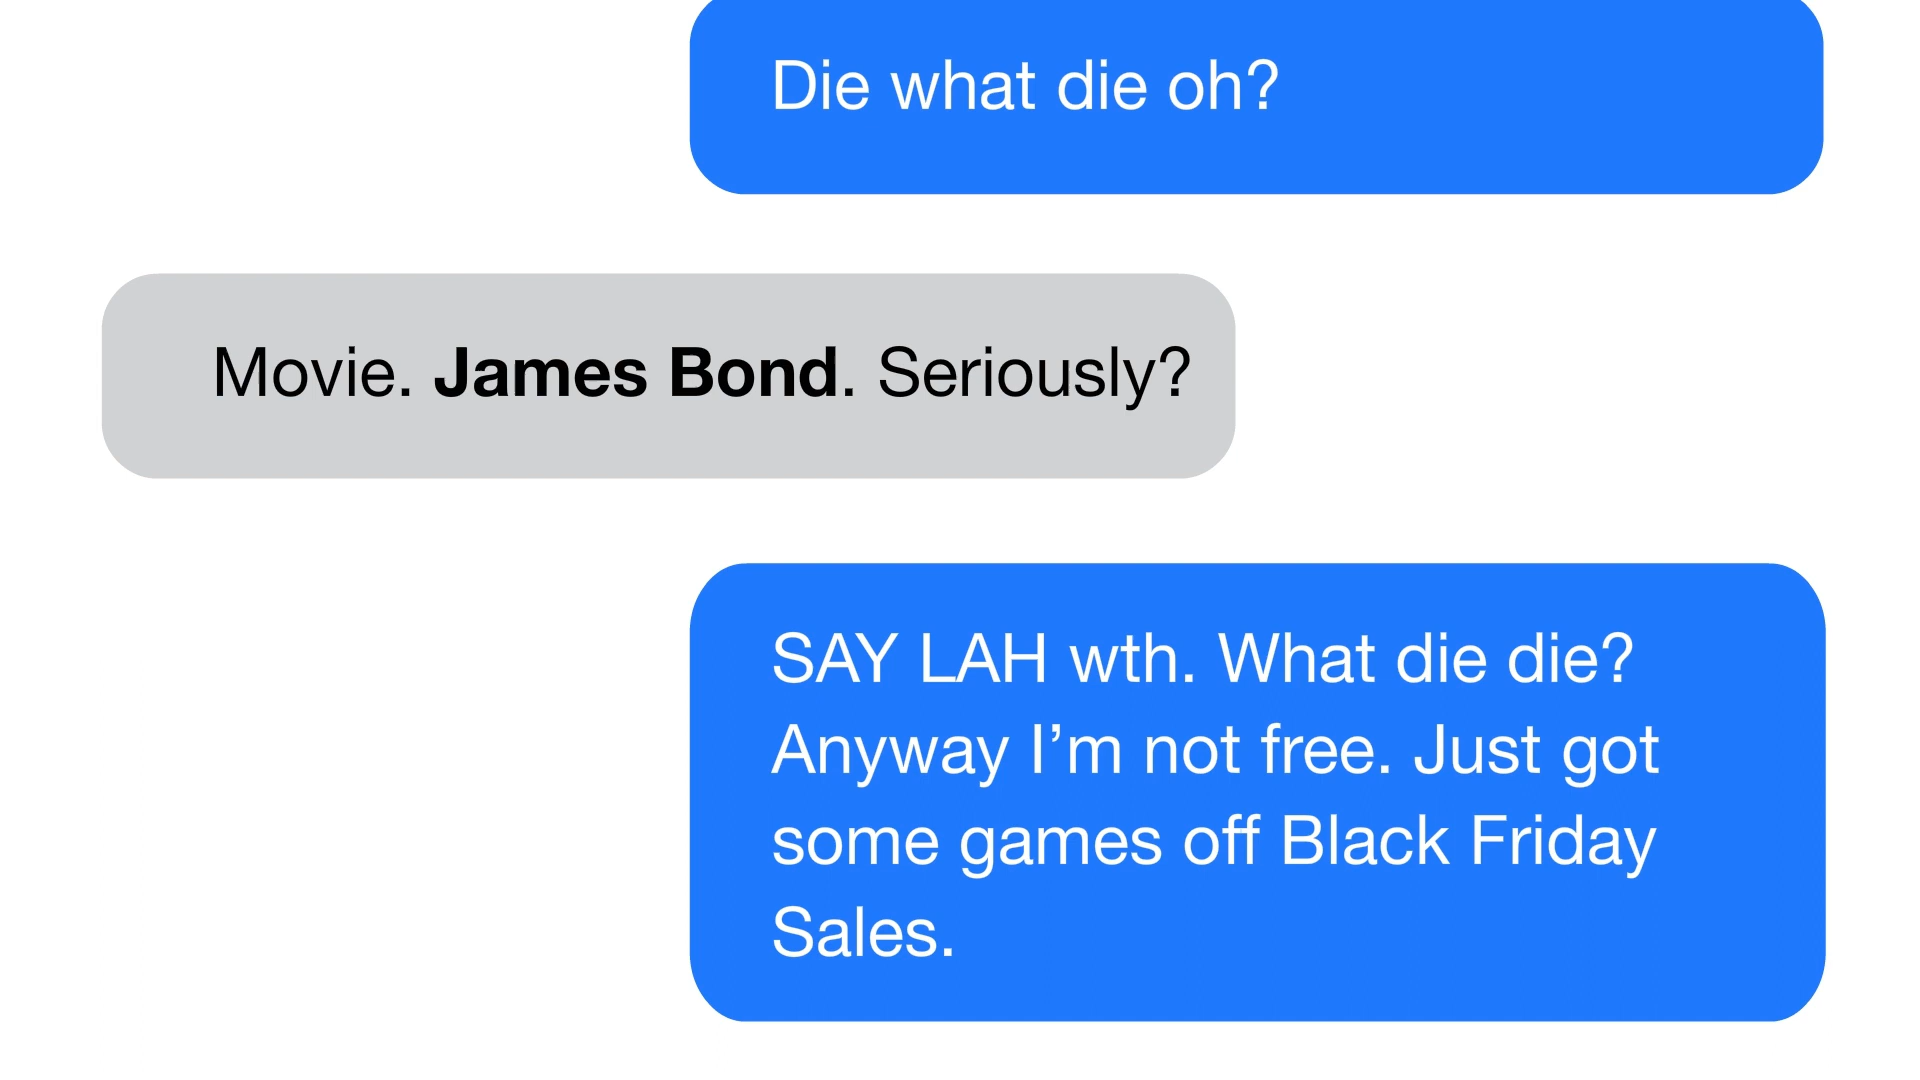 Die what die oh?
Movie. James Bond. Seriously?
SAY LAH wth. What die die?
Anyway I’m not free. Just got
some games off Black Friday
Sales.